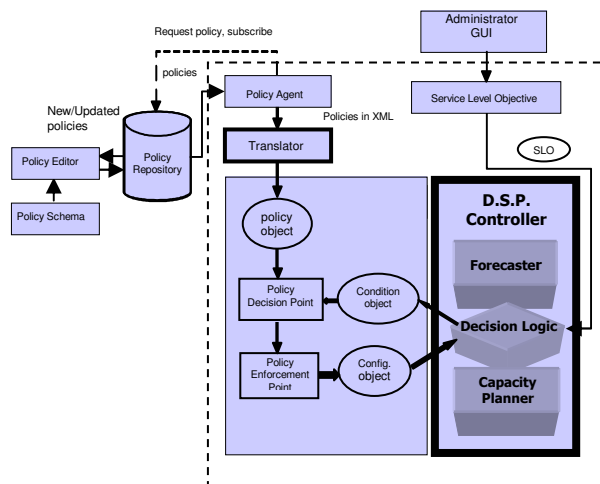 Request policy, subscribe
Administrator
GUI
policies
Policy Agent
Service Level Objective
New/Updated
policies
Policies in XML
Policy Editor
Policy
Repository
Translator
SLO
Policy Schema
policy
object
D.S.P.
Controller
Forecaster
Policy
Decision Point
Condition
object
Decision Logic
Policy
Enforcement
Point
Config.
object
Capacity
Planner